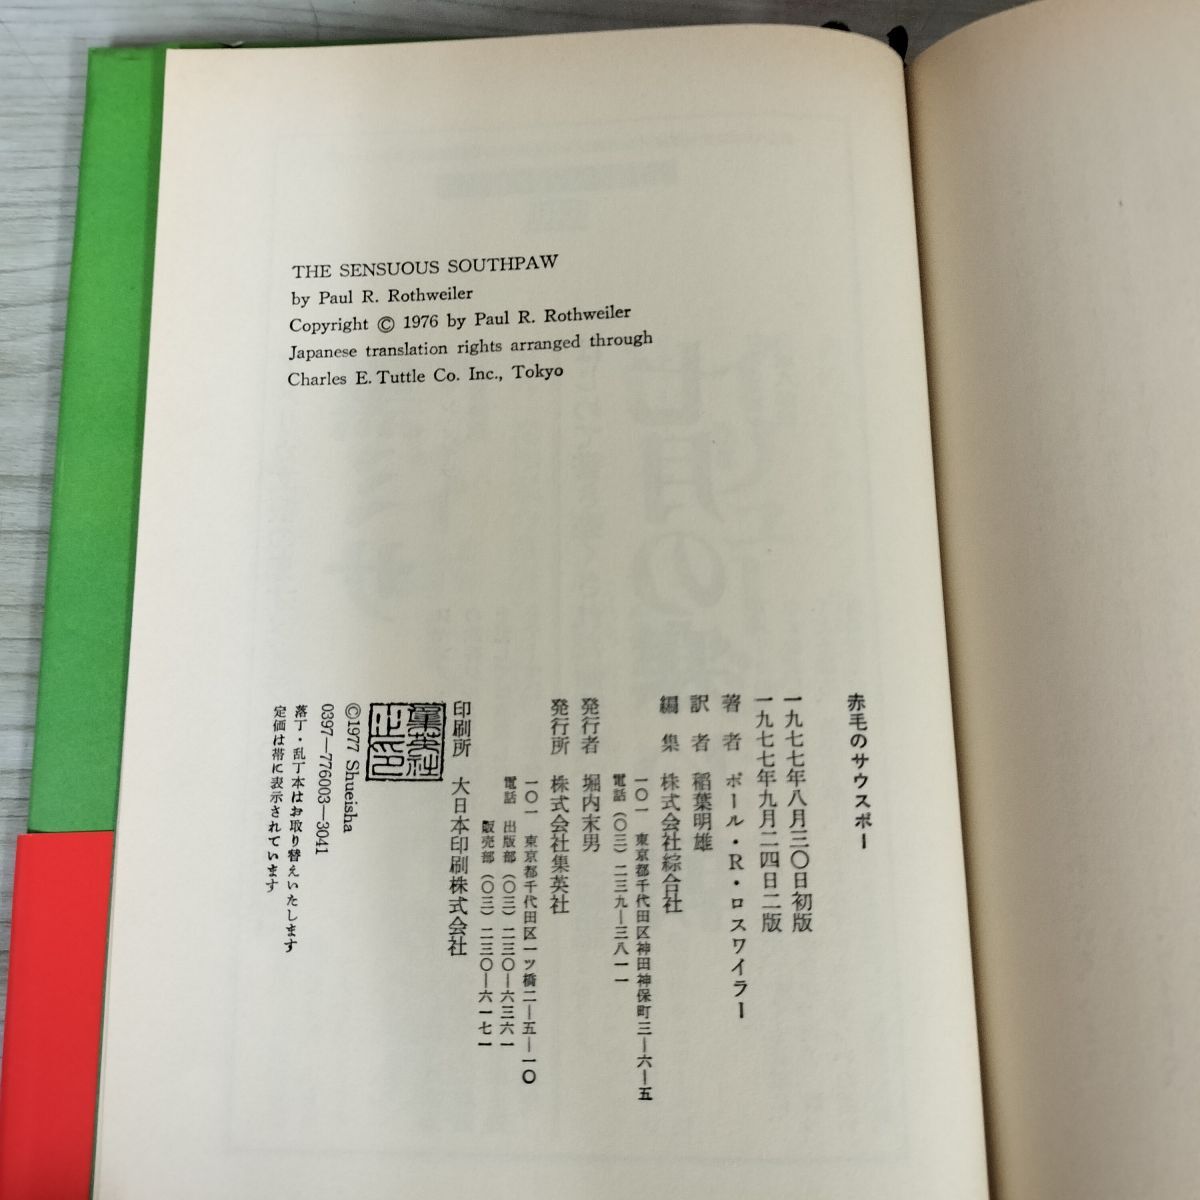 THE SENSUOUS SOUTHPAW
by Paul R. Rothweiler
Copyright © 1976 by Paul R. Rothweiler
Japanese translation rights arranged through
Charles E. Tuttle Co. Inc., Tokyo
赤毛のサウスポー
一九七七年八月三〇日初版
一九七七年九月二四日二版
著者 ポール・R・ロスワイラー
訳者 稲葉明雄
編集 株式会社綜合社
一〇一 東京都千代田区神田神保町三―六―五
電話（〇三）二三九―三八一一
発行者 堀内末男
発行所 株式会社集英社
一〇一 東京都千代田区一ツ橋二―五―一〇
電話 出版部（〇三）二三〇―六三六一
販売部（〇三）二三〇―六一七一
印刷所 大日本印刷株式会社
集英社
©1977 Shueisha
0397―776003―3041
落丁・乱丁本はお取り替えいたします
定価は帯に表示されています